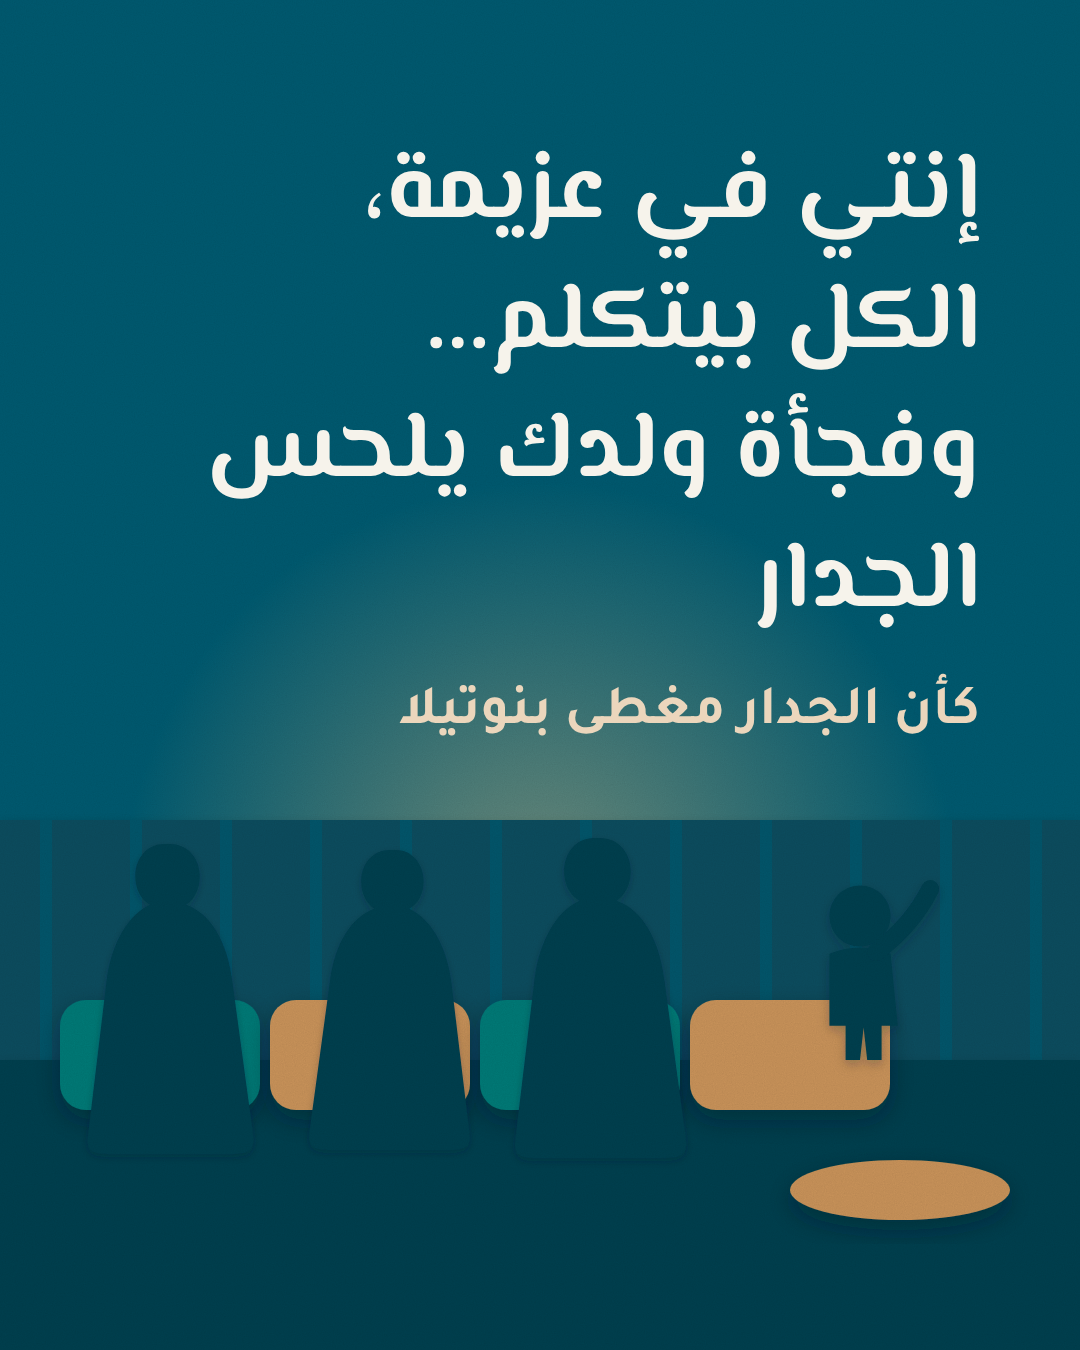 إنتي في عزيمة،
الكل بيتكلم...
وفجأة ولدك يلحس
الجدار
كأن الجدار مغطى بنوتيلا